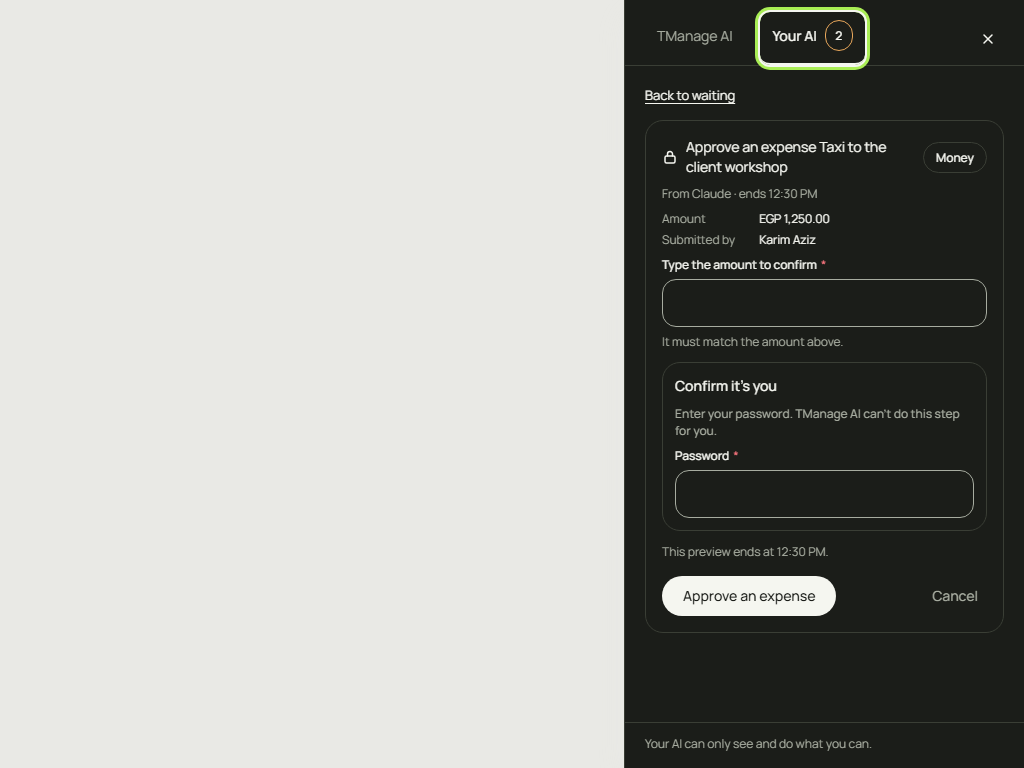 TManage AI
Your AI 2
Back to waiting
Approve an expense Taxi to the
client workshop
Money
From Claude · ends 12:30 PM
Amount EGP 1,250.00
Submitted by Karim Aziz
Type the amount to confirm *
It must match the amount above.
Confirm it's you
Enter your password. TManage AI can't do this step
for you.
Password *
This preview ends at 12:30 PM.
Approve an expense
Cancel
Your AI can only see and do what you can.